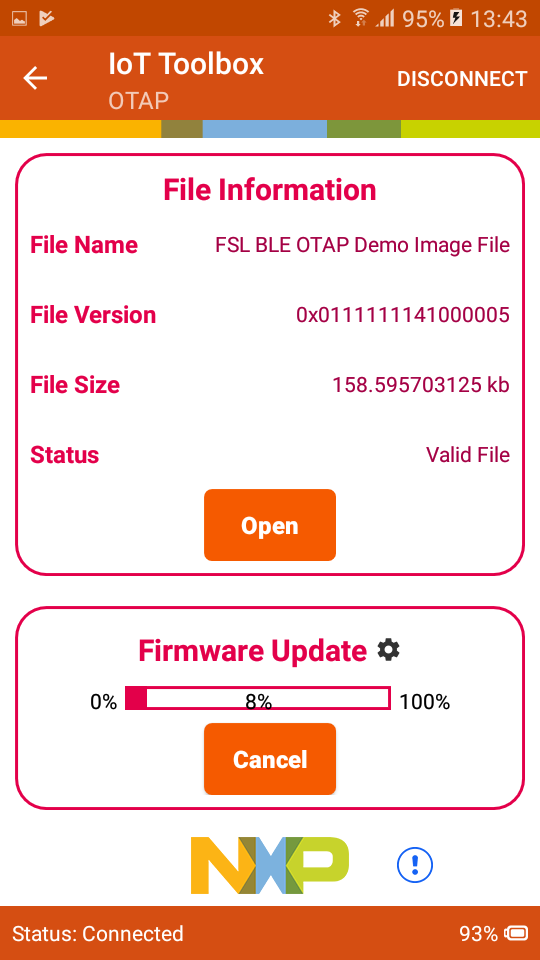 95% 13:43
IoT Toolbox
OTAP
DISCONNECT
File Information
File Name FSL BLE OTAP Demo Image File
File Version 0x0111111141000005
File Size 158.595703125 kb
Status Valid File
Open
Firmware Update
0% 8% 100%
Cancel
NXP
Status: Connected 93%